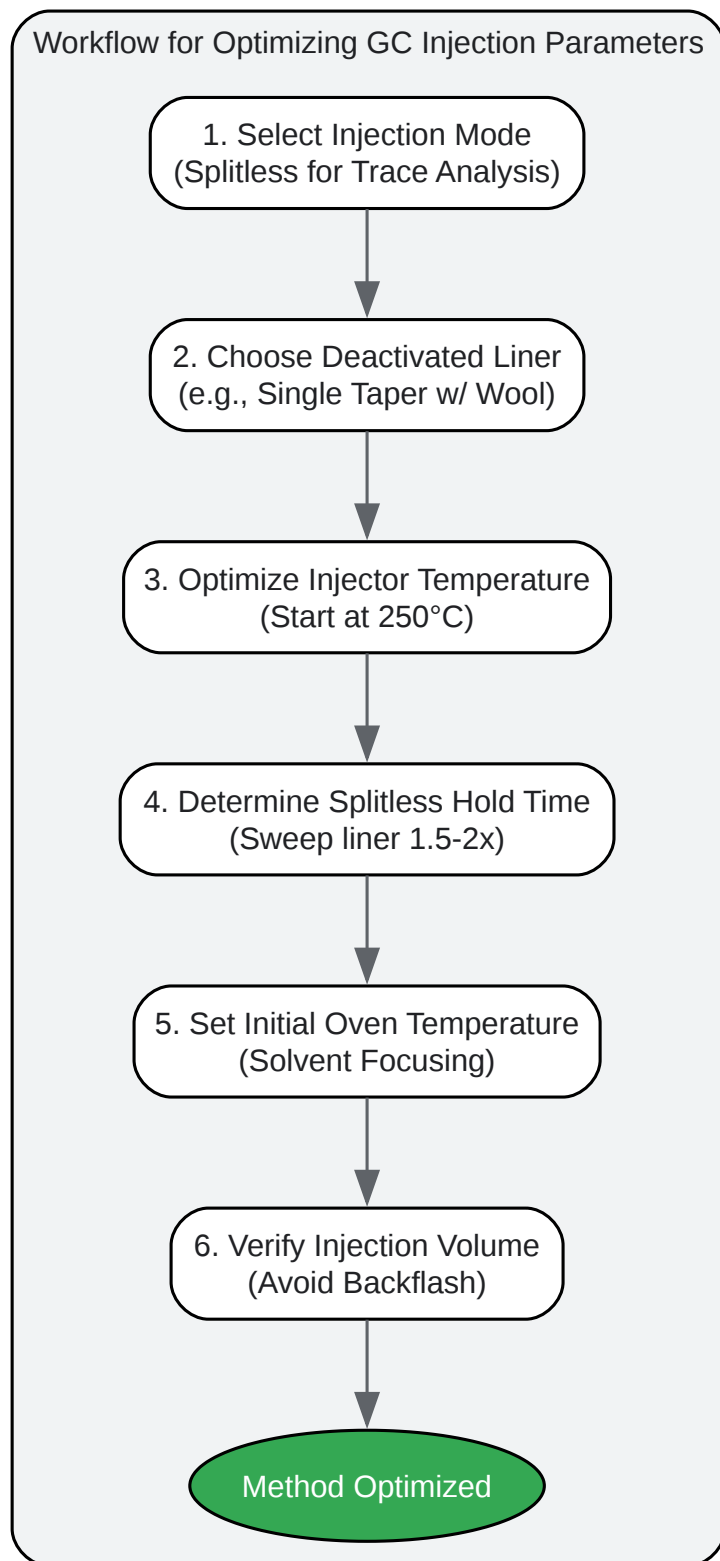 Workflow for Optimizing GC Injection Parameters
1. Select Injection Mode
(Splitless for Trace Analysis)
2. Choose Deactivated Liner
(e.g., Single Taper w/ Wool)
3. Optimize Injector Temperature
(Start at 250°C)
4. Determine Splitless Hold Time
(Sweep liner 1.5-2x)
5. Set Initial Oven Temperature
(Solvent Focusing)
6. Verify Injection Volume
(Avoid Backflash)
Method Optimized